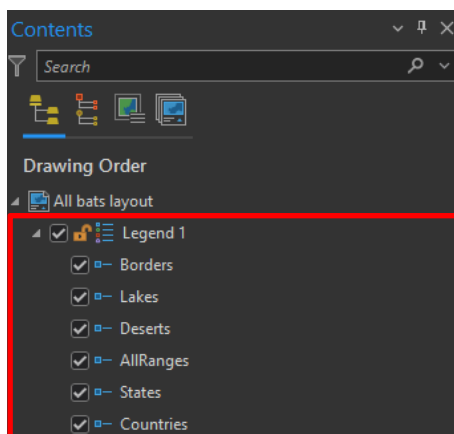 Contents
Search
Drawing Order
All bats layout
Legend 1
Borders
Lakes
Deserts
AllRanges
States
Countries